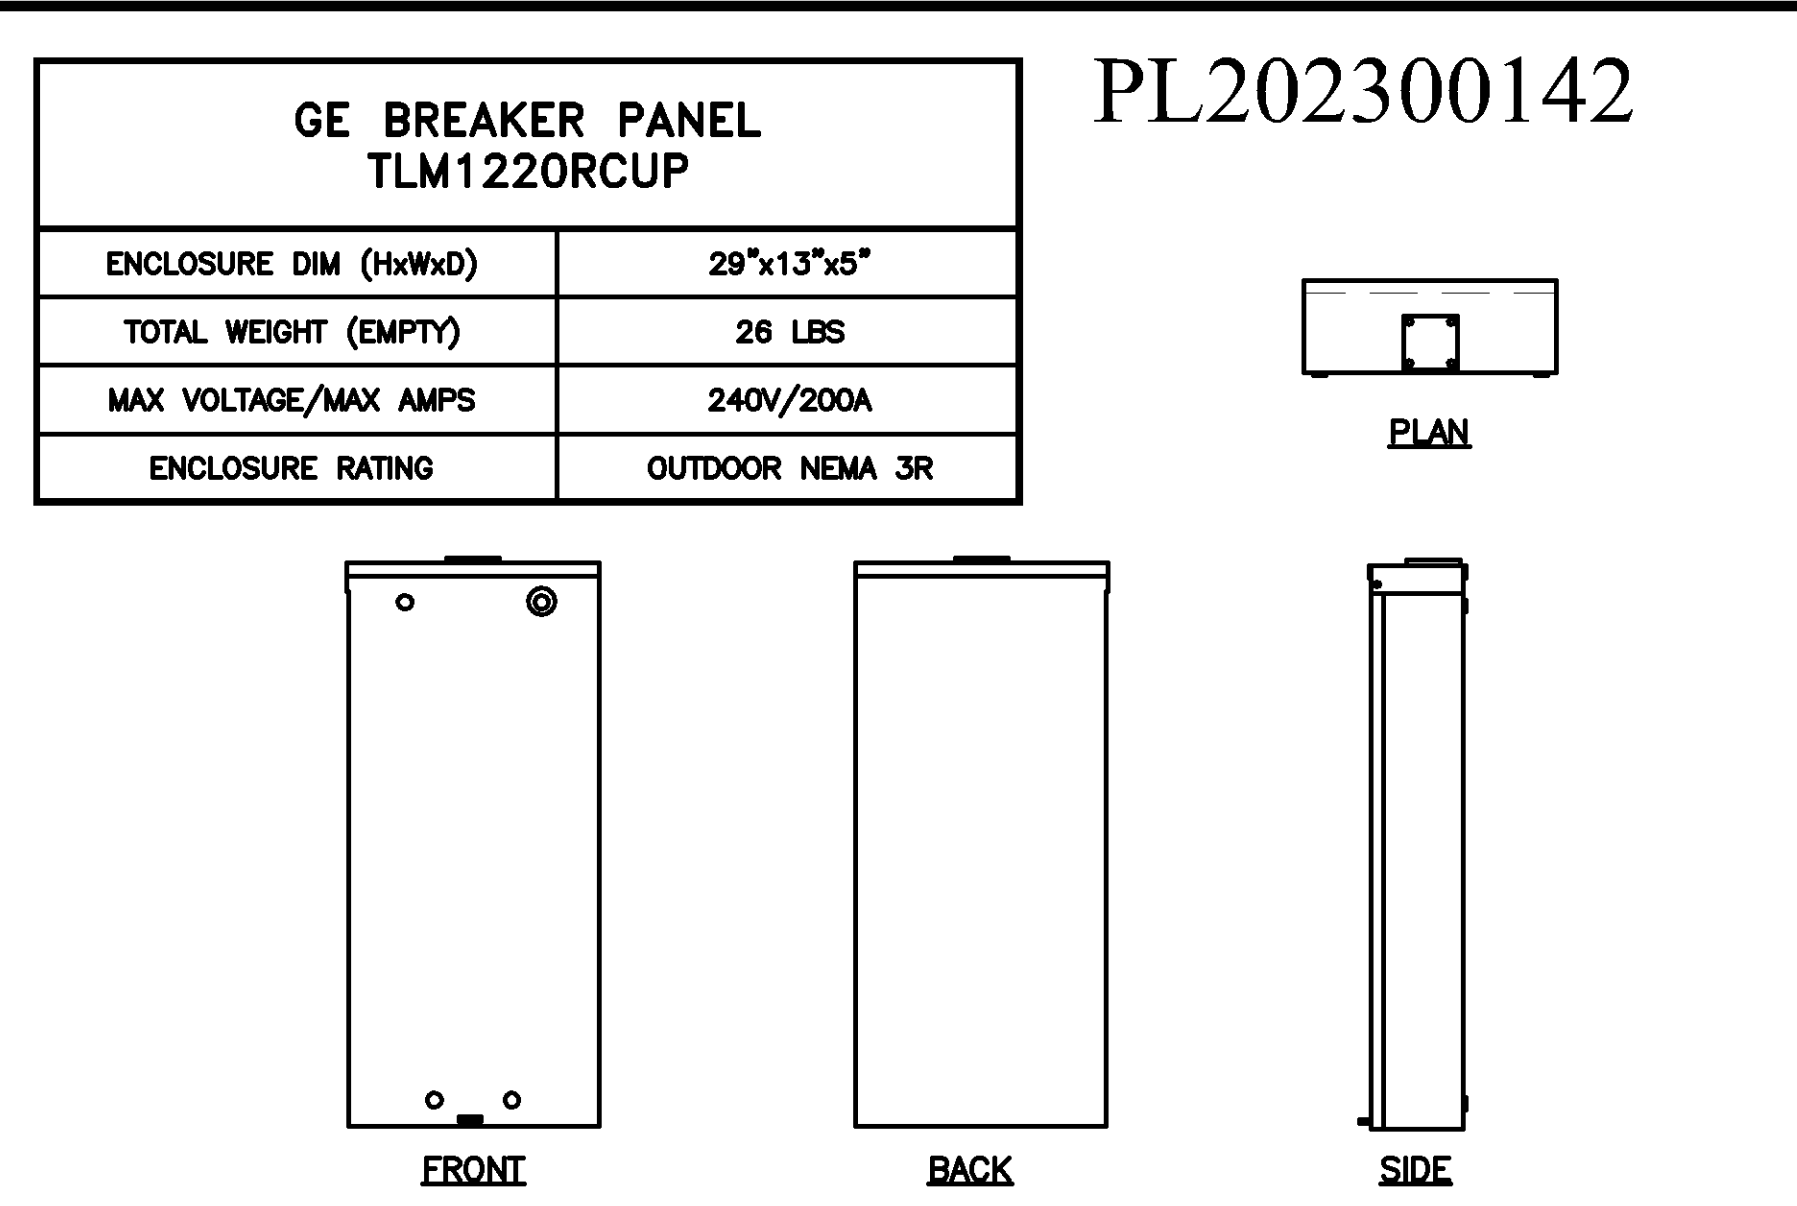 PL202300142
GE BREAKER PANEL
TLM1220RCUP
ENCLOSURE DIM (HxWxD) 29"x13"x5"
TOTAL WEIGHT (EMPTY) 26 LBS
MAX VOLTAGE/MAX AMPS 240V/200A
ENCLOSURE RATING OUTDOOR NEMA 3R
PLAN
FRONT
BACK
SIDE